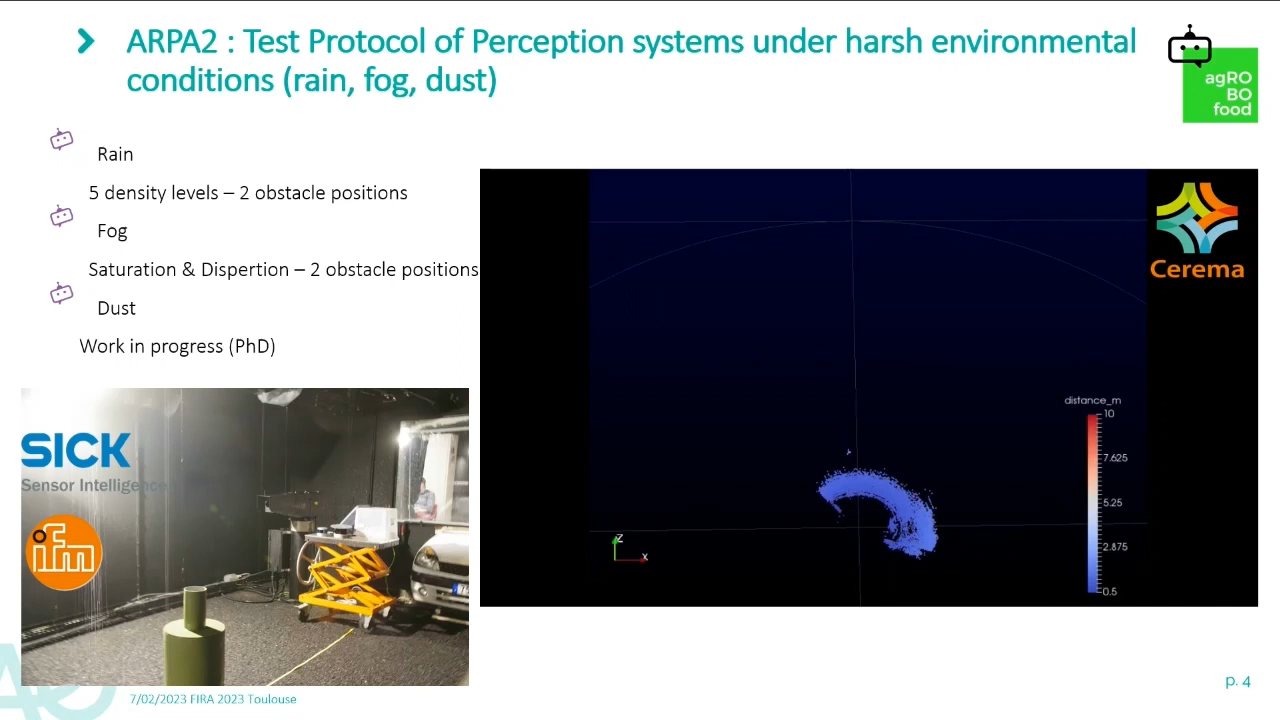 ARPA2 : Test Protocol of Perception systems under harsh environmental
conditions (rain, fog, dust)
agRO
BO
food
Rain
5 density levels – 2 obstacle positions
Fog
Saturation & Dispertion – 2 obstacle positions
Dust
Work in progress (PhD)
Cerema
distance_m
10
7.625
5.25
2.875
0.5
Z
X
SICK
Sensor Intelligence
ifm
7/02/2023 FIRA 2023 Toulouse
p. 4